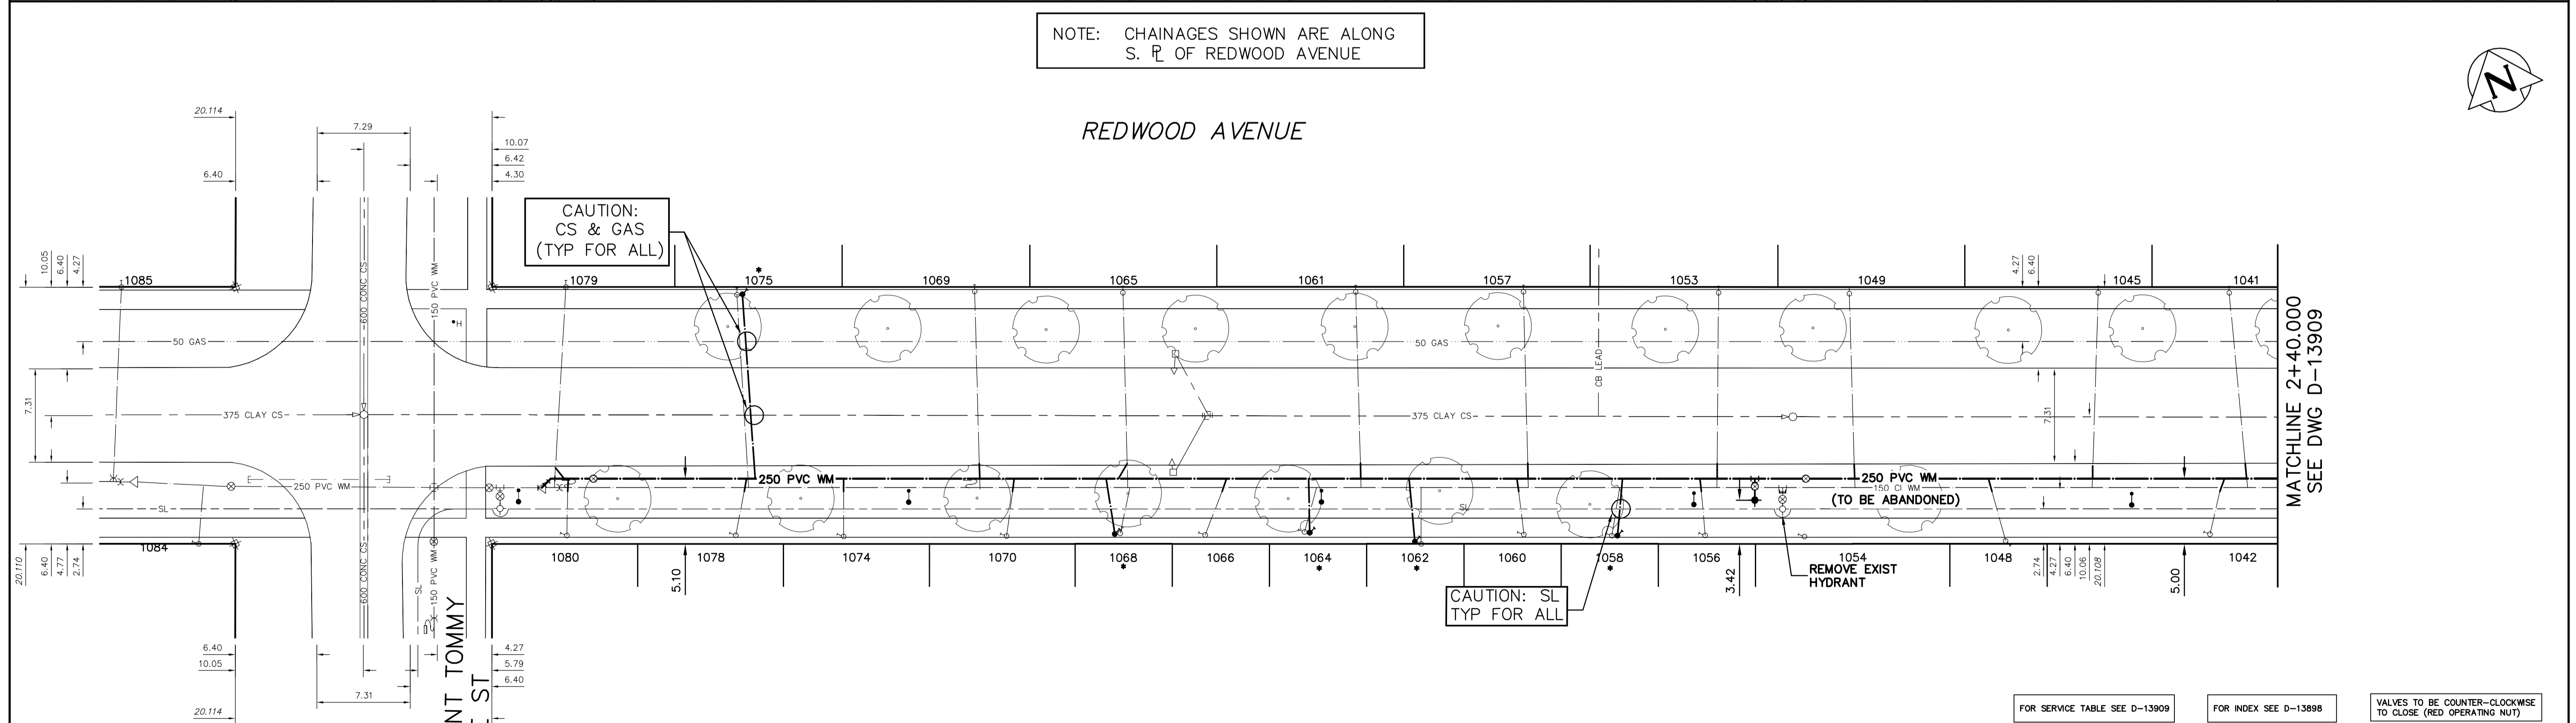 NOTE: CHAINAGES SHOWN ARE ALONG
S. ℄ OF REDWOOD AVENUE
N
REDWOOD AVENUE
20.114
7.29
10.07
6.42
6.40
4.30
CAUTION:
CS & GAS
(TYP FOR ALL)
10.05
6.40
4.27
1085
600 CONC CS
150 PVC WM
H
1079
*
1075
1069
1065
1061
1057
1053
1049
4.27
6.40
1045
1041
50 GAS
50 GAS
CB LEAD
MATCHLINE 2+40.000
SEE DWG D-13909
7.31
375 CLAY CS
375 CLAY CS
7.31
250 PVC WM
250 PVC WM
250 PVC WM
150 CI WM
(TO BE ABANDONED)
SL
SL
1084
600 CONC CS
SL
150 PVC WM
20.110
6.40
4.77
2.74
1080
5.10
1078
1074
1070
1068
*
1066
1064
*
1062
*
1060
1058
*
1056
3.42
1054
REMOVE EXIST
HYDRANT
1048
2.74
4.27
6.40
10.06
20.108
5.00
1042
CAUTION: SL
TYP FOR ALL
NT TOMMY
ST
6.40
10.05
4.27
5.79
6.40
7.31
20.114
FOR SERVICE TABLE SEE D-13909
FOR INDEX SEE D-13898
VALVES TO BE COUNTER-CLOCKWISE
TO CLOSE (RED OPERATING NUT)